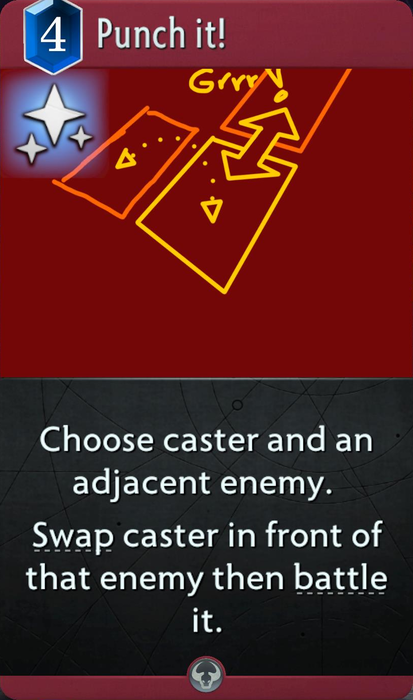 4
Punch it!
Grrr!
Choose caster and an
adjacent enemy.
Swap caster in front of
that enemy then battle
it.